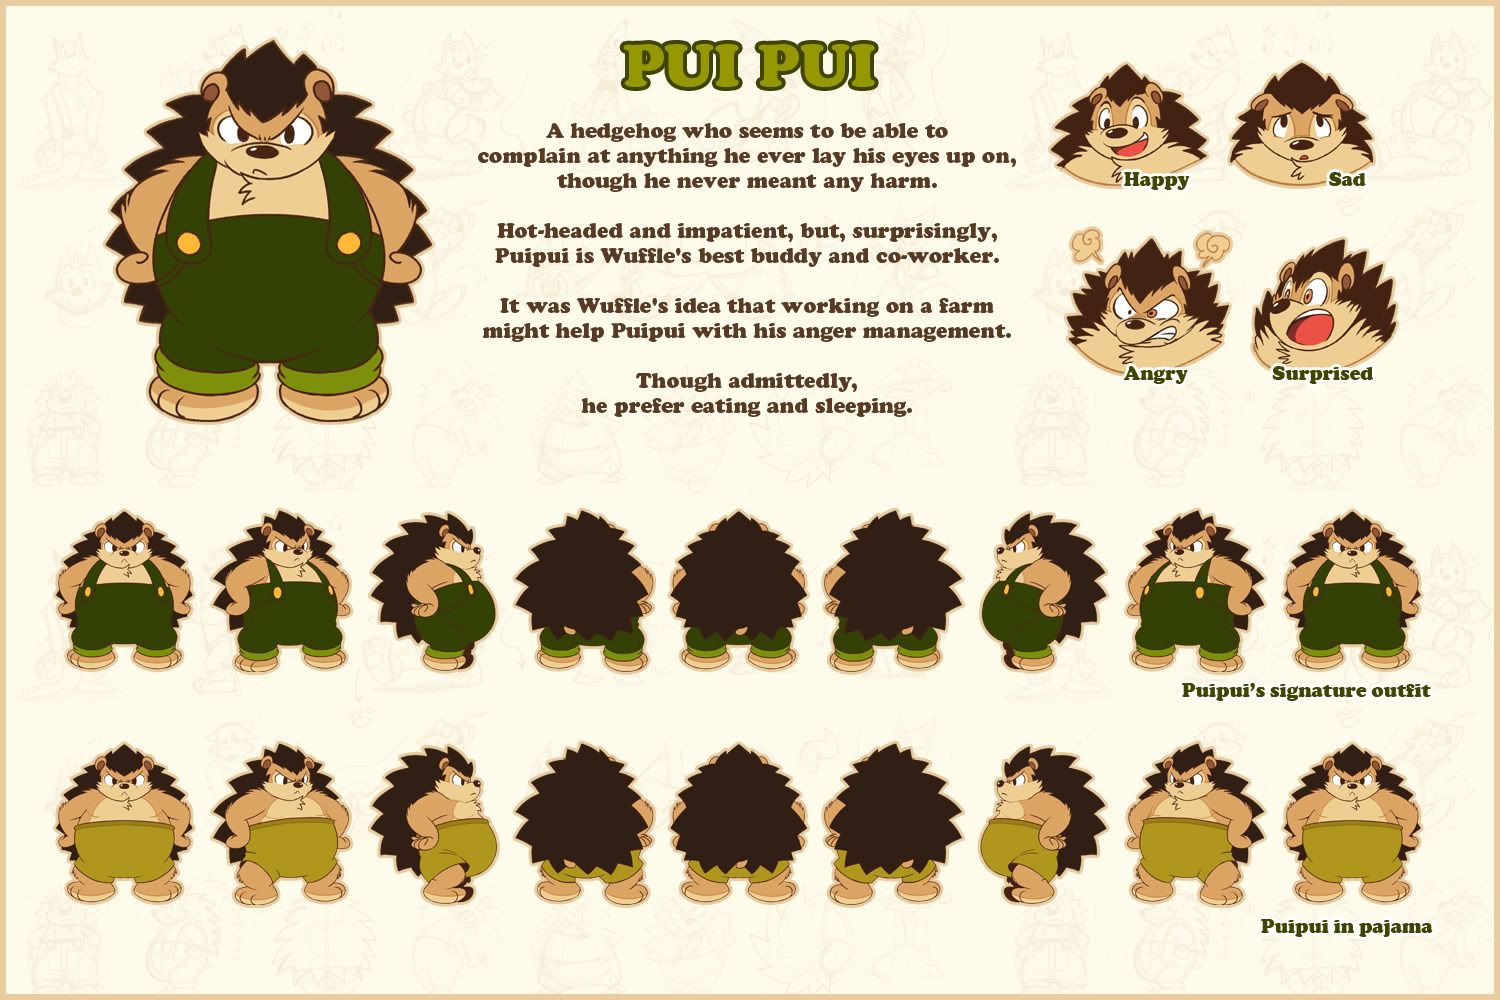 PUI PUI
A hedgehog who seems to be able to
complain at anything he ever lay his eyes up on,
though he never meant any harm.
Hot-headed and impatient, but, surprisingly,
Puipui is Wuffle's best buddy and co-worker.
It was Wuffle's idea that working on a farm
might help Puipui with his anger management.
Though admittedly,
he prefer eating and sleeping.
Happy
Sad
Angry
Surprised
Puipui’s signature outfit
Puipui in pajama